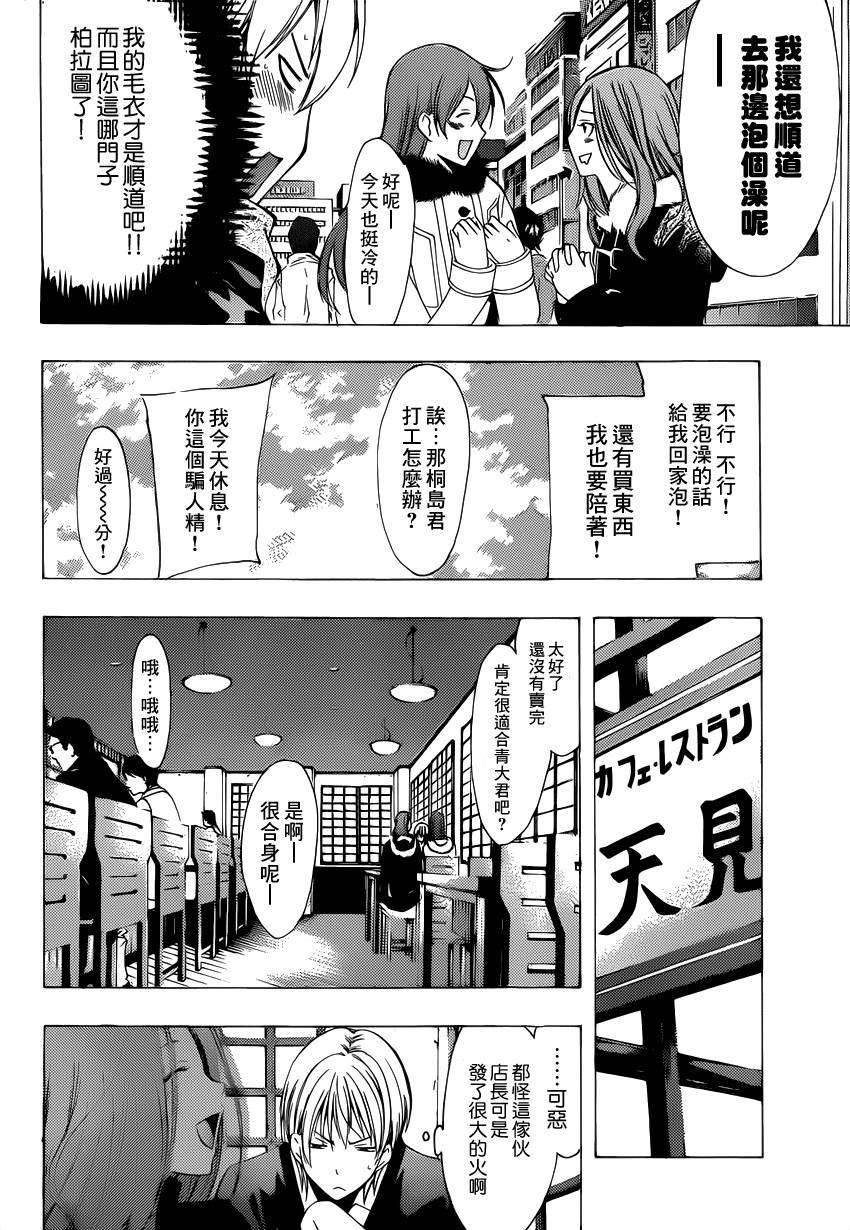 我還想順道
去那邊泡個澡呢
ー
好呢ー
今天也挺冷的ー
我的毛衣才是順道吧!!
而且你這哪門子
柏拉圖了!
不行 不行!
要泡澡的話
給我回家泡!
還有買東西
我也要陪著!
誒…那桐島君
打工怎麼辦?
我今天休息!
你這個騙人精!
好過~~~分!
カフェ・レストラン
天見
太好了
還沒有賣完
肯定很適合青大君吧?
是啊ー
很合身呢ー
哦…哦哦…
……可惡
都怪這傢伙
店長可是
發了很大的火啊